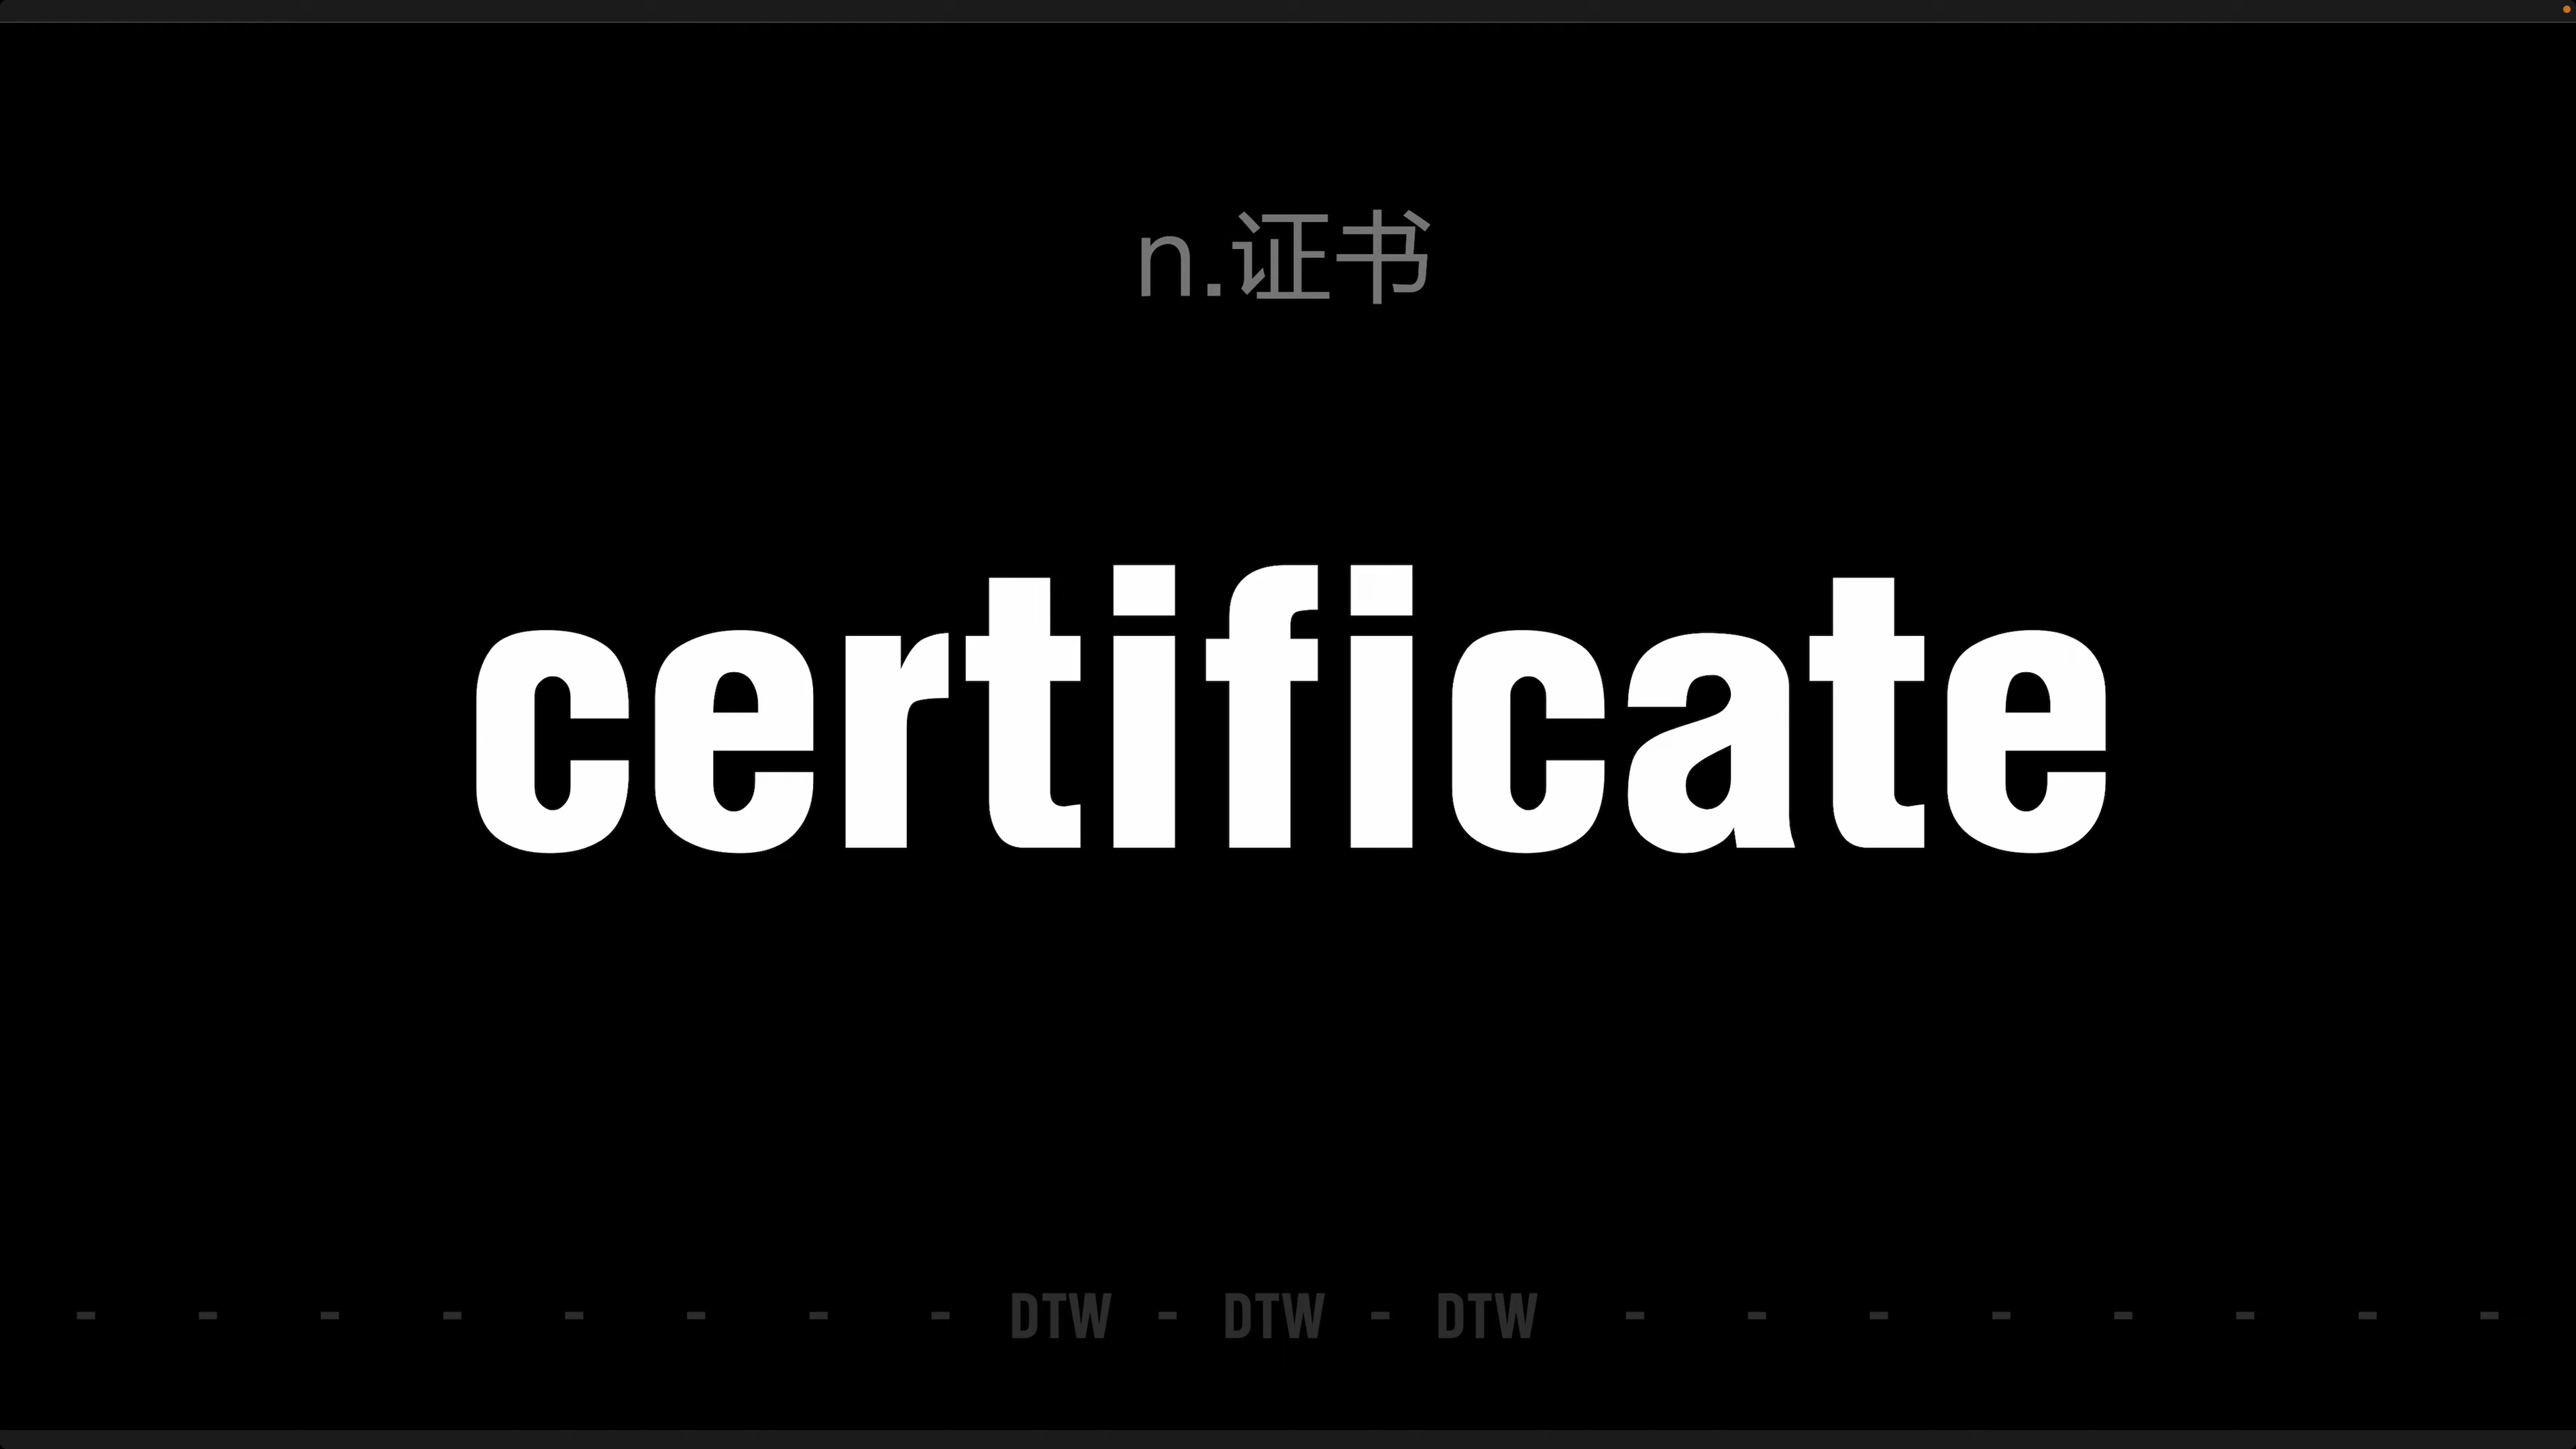 n.证书
certificate
- - - - - - - - DTW - DTW - DTW - - - - - - - -